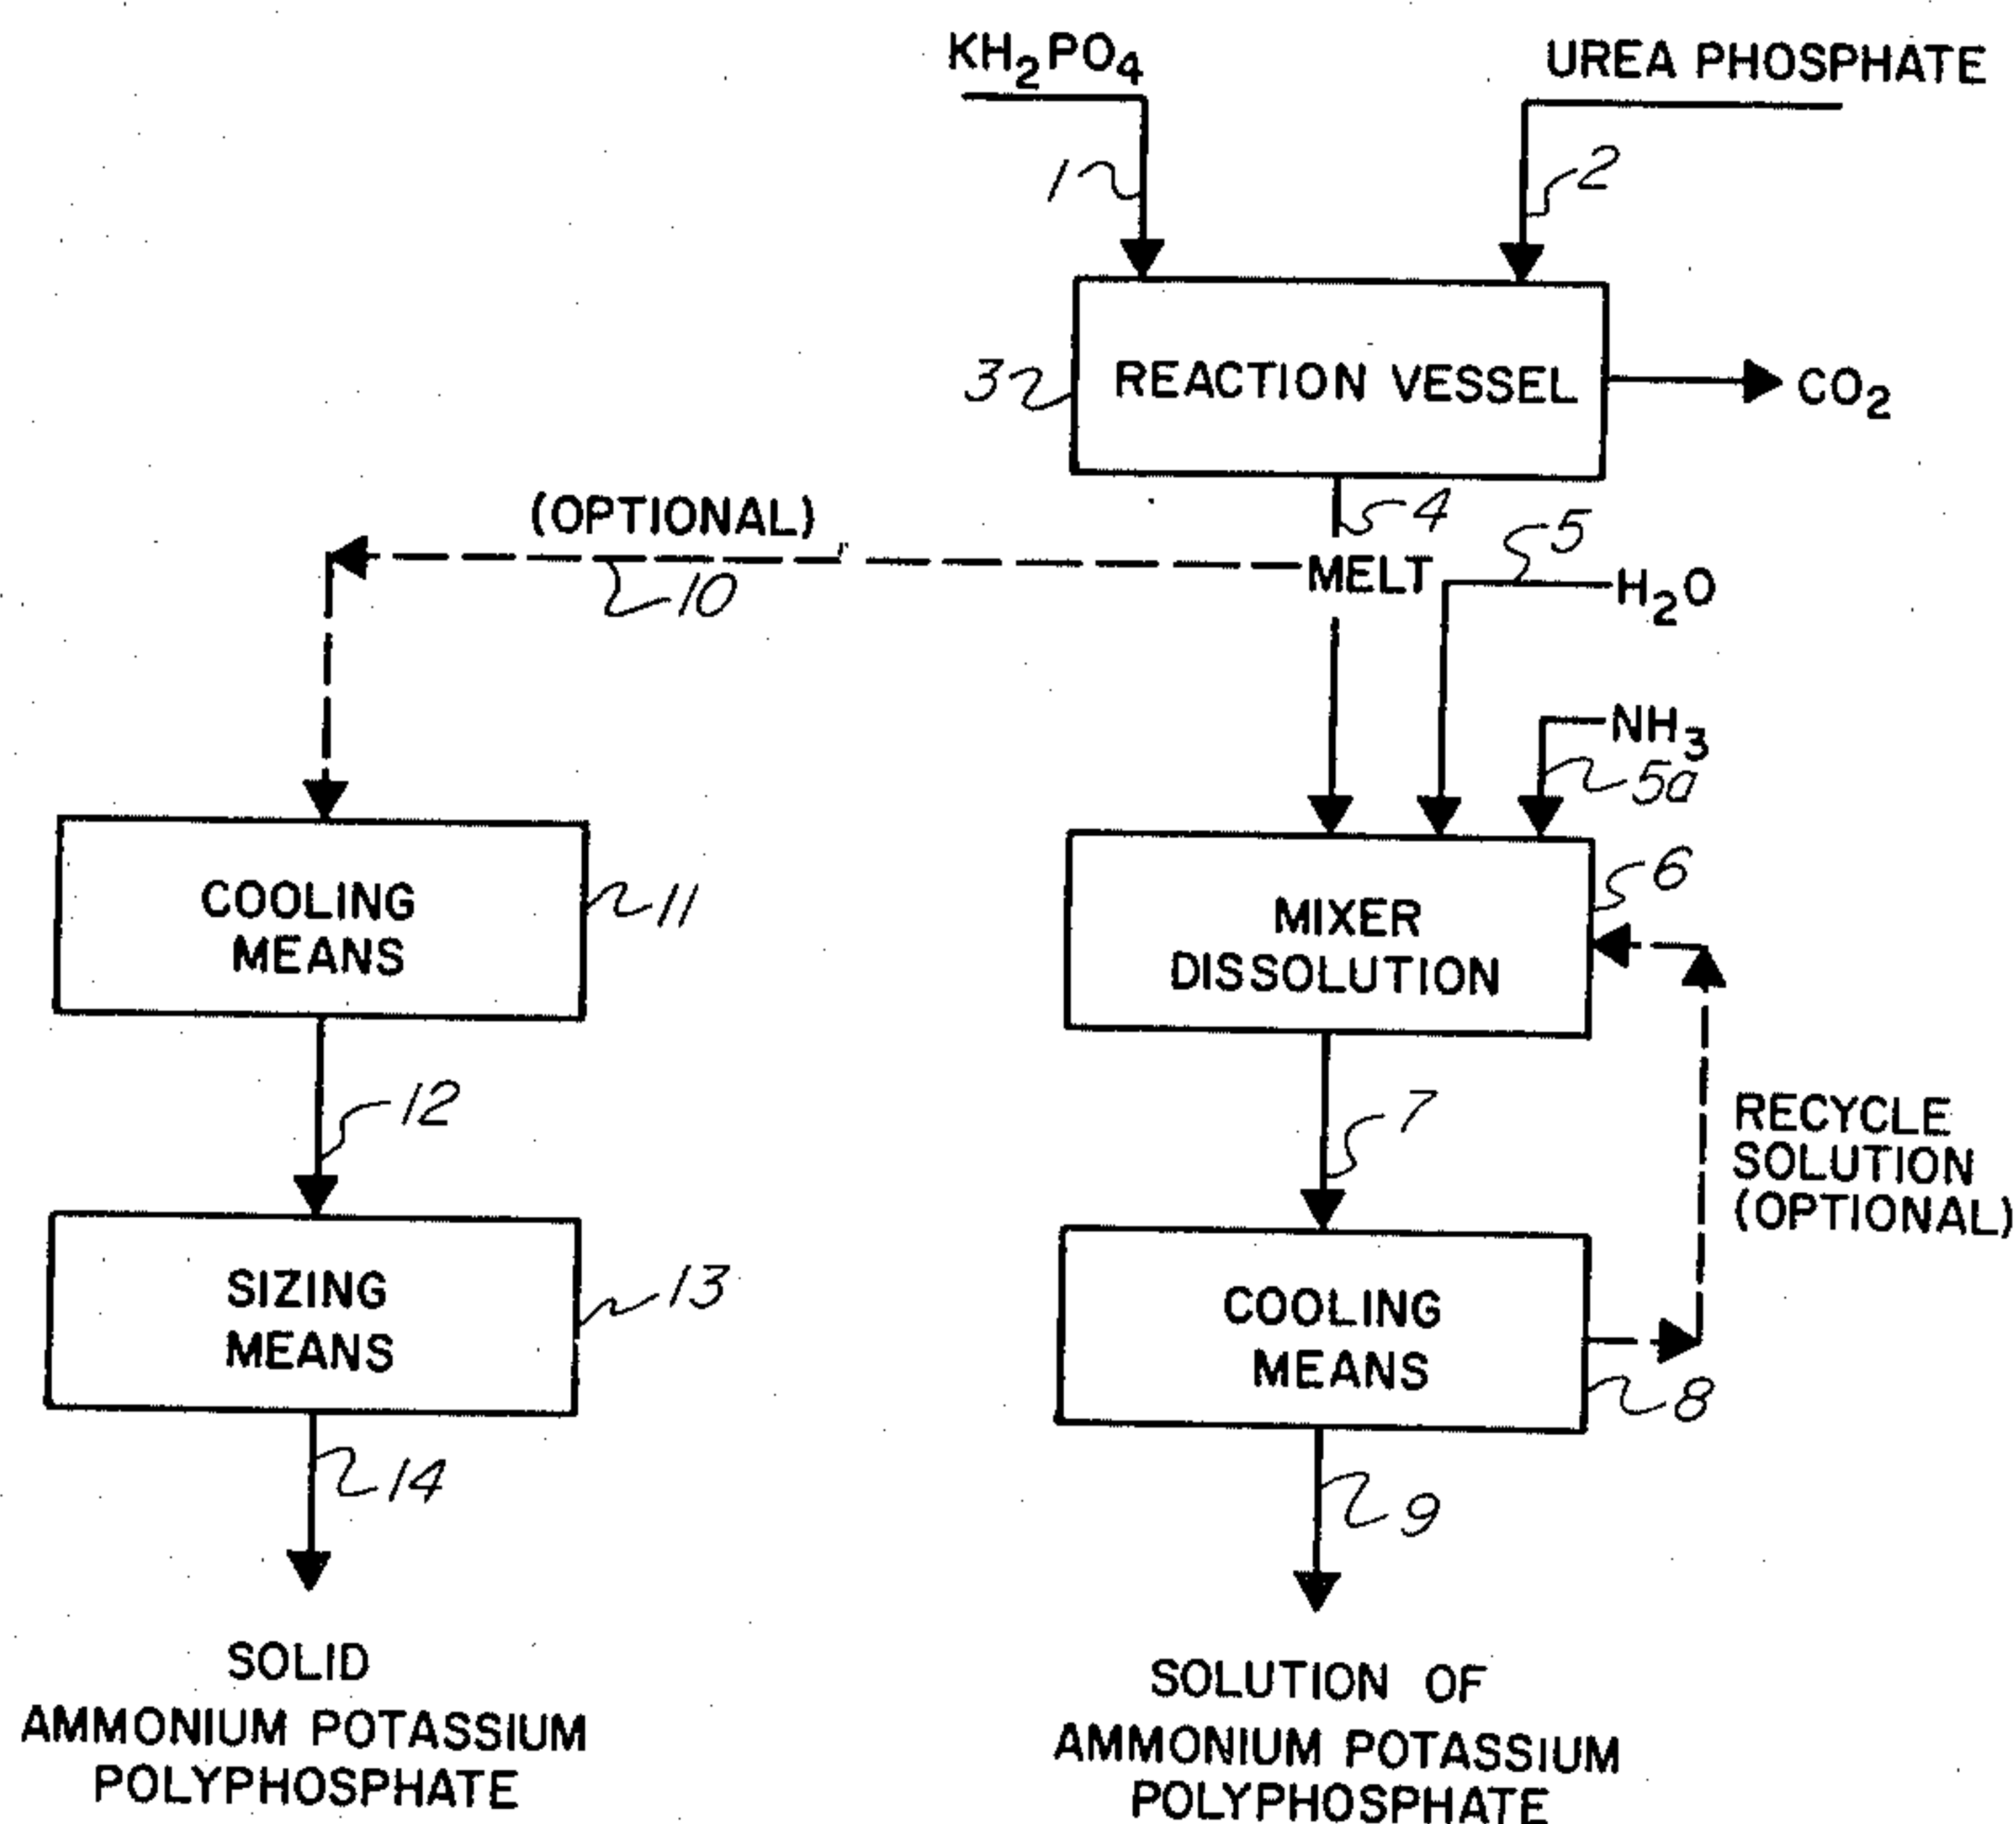 KH2PO4
UREA PHOSPHATE
1
2
3
REACTION VESSEL
CO2
4
(OPTIONAL)
10
MELT
5
H2O
NH3
5a
COOLING
MEANS
11
MIXER
DISSOLUTION
6
12
7
RECYCLE
SOLUTION
(OPTIONAL)
SIZING
MEANS
13
COOLING
MEANS
8
14
9
SOLID
AMMONIUM POTASSIUM
POLYPHOSPHATE
SOLUTION OF
AMMONIUM POTASSIUM
POLYPHOSPHATE